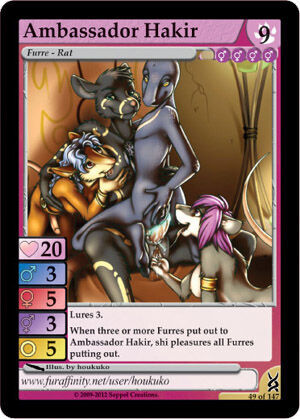 Ambassador Hakir
9
Furre - Rat
20
3
5
3
5
Lures 3.
When three or more Furres put out to
Ambassador Hakir, shi pleasures all Furres
putting out.
Illus. by houkuko
www.furaffinity.net/user/houkuko
© 2009-2012 Seppel Creations.
49 of 147